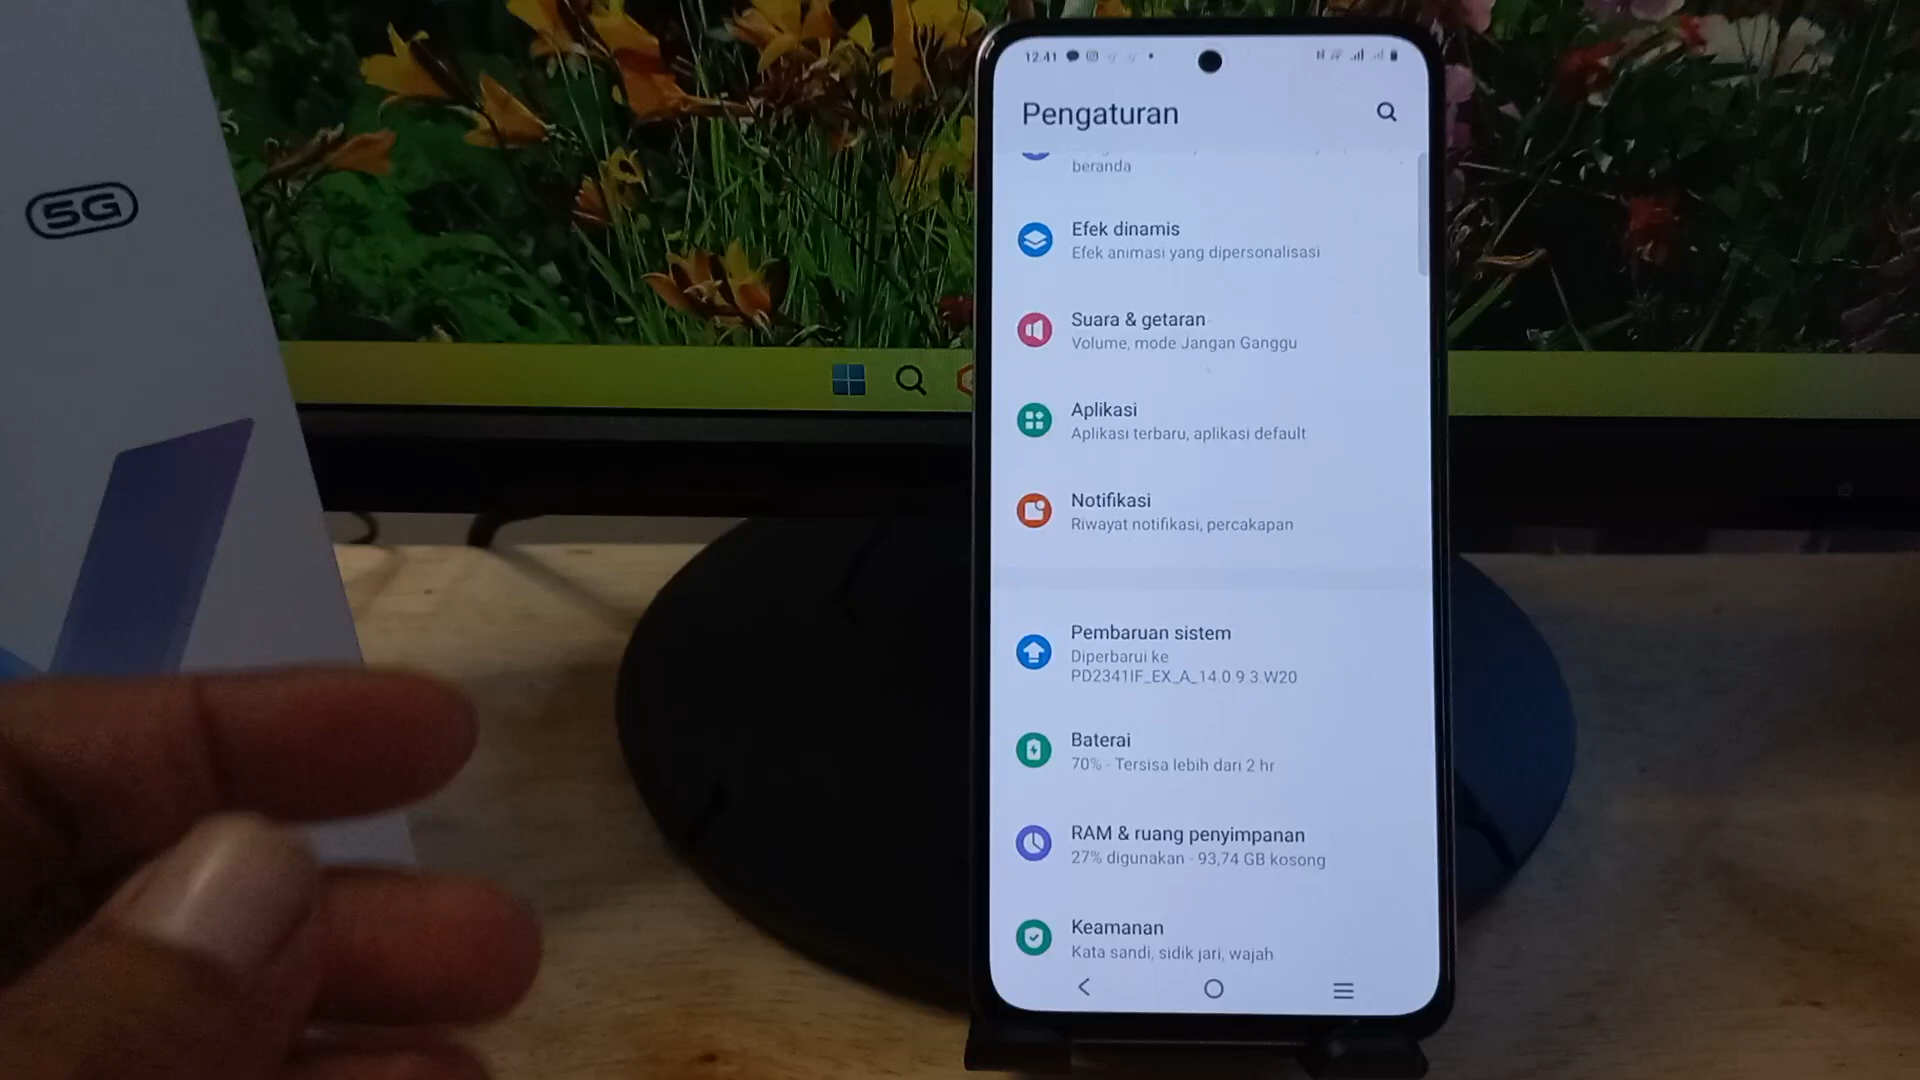 5G
12.41
Pengaturan
beranda
Efek dinamis
Efek animasi yang dipersonalisasi
Suara & getaran
Volume, mode Jangan Ganggu
Aplikasi
Aplikasi terbaru, aplikasi default
Notifikasi
Riwayat notifikasi, percakapan
Pembaruan sistem
Diperbarui ke
PD2341IF_EX_A_14.0.9.3.W20
Baterai
70% · Tersisa lebih dari 2 hr
RAM & ruang penyimpanan
27% digunakan · 93,74 GB kosong
Keamanan
Kata sandi, sidik jari, wajah